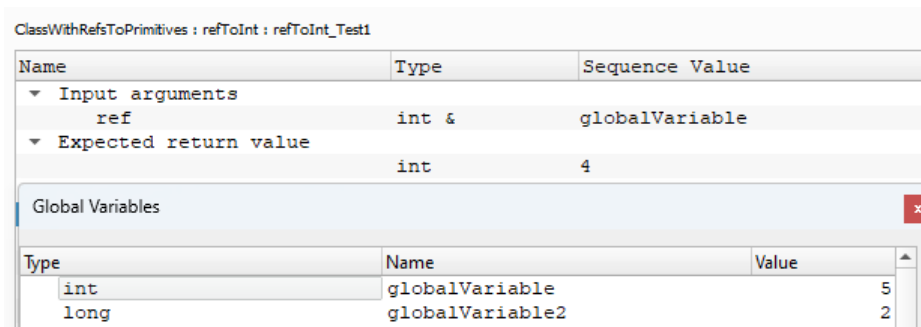 ClassWithRefsToPrimitives : refToInt : refToInt_Test1
Name Type Sequence Value
Input arguments
ref int & globalVariable
Expected return value
int 4
Global Variables x
Type Name Value
int globalVariable 5
long globalVariable2 2